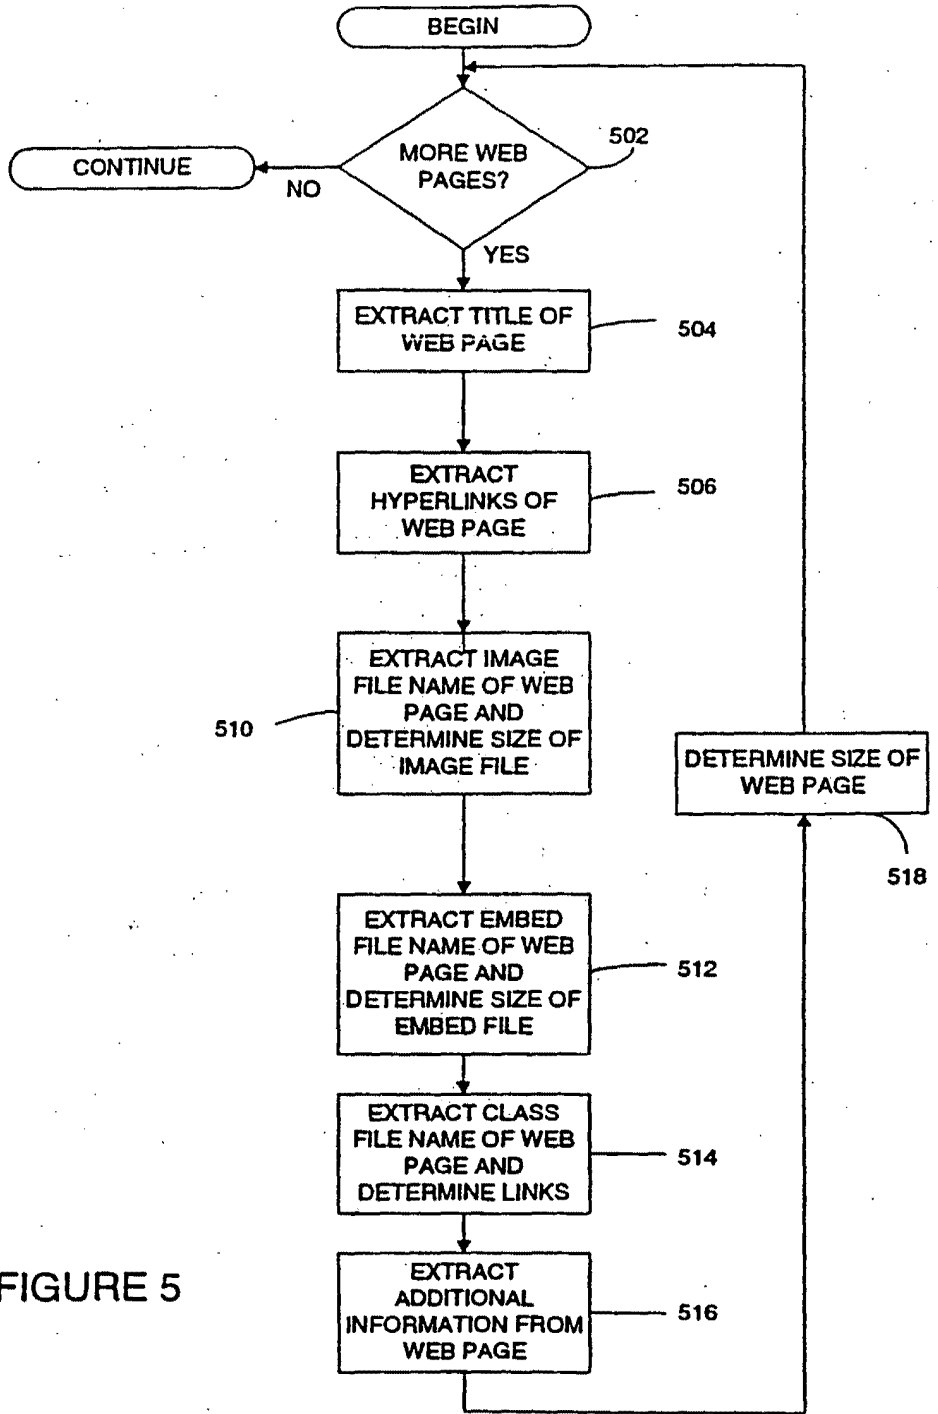 BEGIN
MORE WEB
PAGES?
502
CONTINUE
NO
YES
EXTRACT TITLE OF
WEB PAGE
504
EXTRACT
HYPERLINKS OF
WEB PAGE
506
EXTRACT IMAGE
FILE NAME OF WEB
PAGE AND
DETERMINE SIZE OF
IMAGE FILE
510
DETERMINE SIZE OF
WEB PAGE
518
EXTRACT EMBED
FILE NAME OF WEB
PAGE AND
DETERMINE SIZE OF
EMBED FILE
512
EXTRACT CLASS
FILE NAME OF WEB
PAGE AND
DETERMINE LINKS
514
EXTRACT
ADDITIONAL
INFORMATION FROM
WEB PAGE
516
FIGURE 5